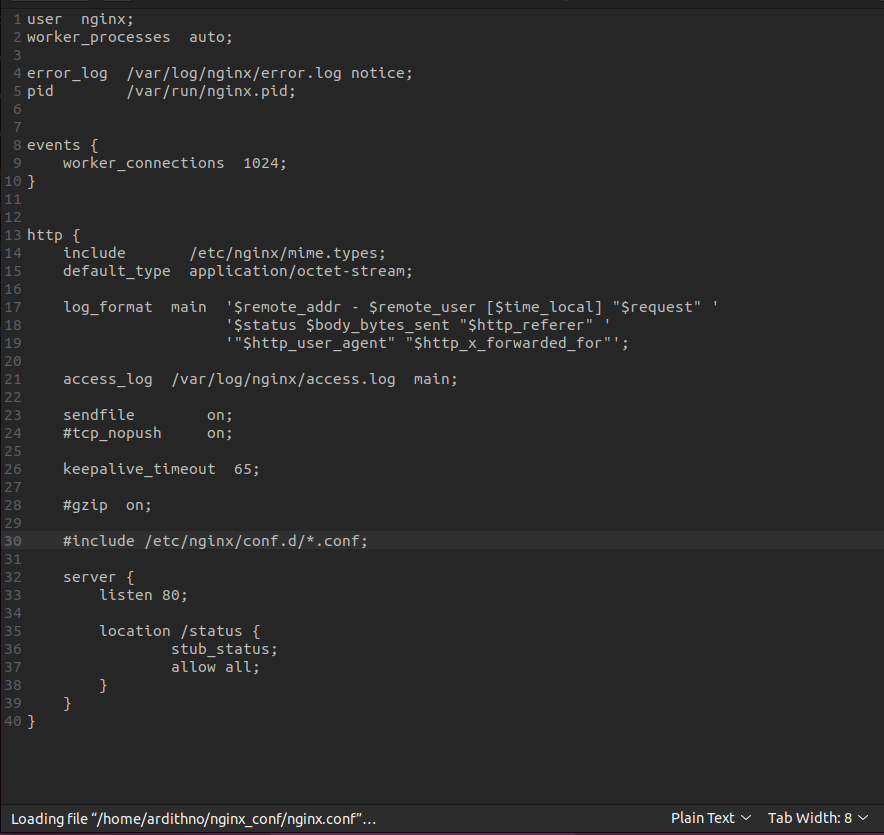 1 user  nginx;
2 worker_processes  auto;
3
4 error_log  /var/log/nginx/error.log notice;
5 pid        /var/run/nginx.pid;
6
7
8 events {
9     worker_connections  1024;
10 }
11
12
13 http {
14     include       /etc/nginx/mime.types;
15     default_type  application/octet-stream;
16
17     log_format  main  '$remote_addr - $remote_user [$time_local] "$request" '
18                       '$status $body_bytes_sent "$http_referer" '
19                       '"$http_user_agent" "$http_x_forwarded_for"';
20
21     access_log  /var/log/nginx/access.log  main;
22
23     sendfile        on;
24     #tcp_nopush     on;
25
26     keepalive_timeout  65;
27
28     #gzip  on;
29
30     #include /etc/nginx/conf.d/*.conf;
31
32     server {
33         listen 80;
34
35         location /status {
36                 stub_status;
37                 allow all;
38         }
39     }
40 }
Loading file “/home/ardithno/nginx_conf/nginx.conf”… Plain Text Tab Width: 8